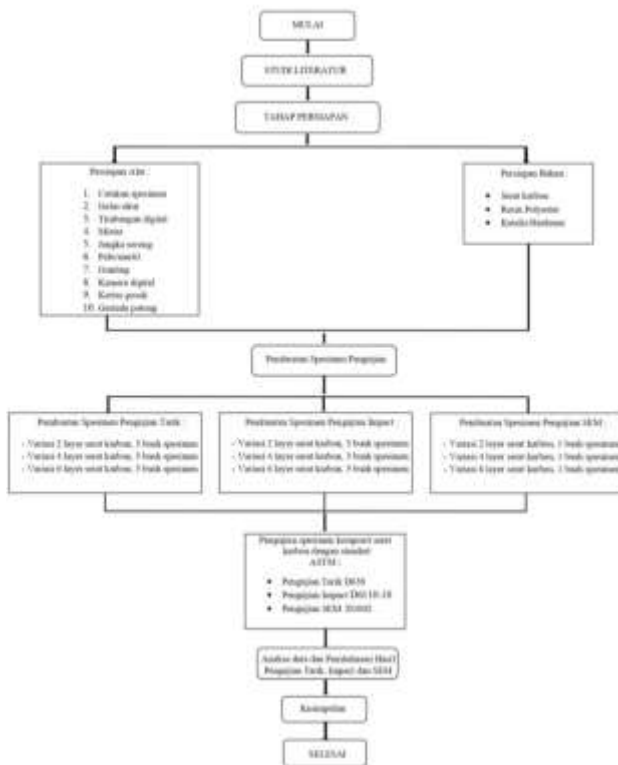 MULAI
STUDI LITERATUR
TAHAP PERSIAPAN
Persiapan Alat :
1. Cetakan spesimen
2. Gelas ukur
3. Timbangan digital
4. Mistar
5. Jangka sorong
6.
7. Gunting
8. Kamera digital
9. Kertas gosok
10. Gerinda potong
Persiapan Bahan
• Serat karbon
• Resin Polyester
• Katalis Hardener
Pembuatan Spesimen Pengujian
Pembuatan Spesimen Pengujian Tarik :
- Variasi 2 layer serat karbon, 3 buah spesimen
- Variasi 4 layer serat karbon, 3 buah spesimen
- Variasi 6 layer serat karbon, 3 buah spesimen
Pembuatan Spesimen Pengujian Impact
- Variasi 2 layer serat karbon, 3 buah spesimen
- Variasi 4 layer serat karbon, 3 buah spesimen
- Variasi 6 layer serat karbon, 3 buah spesimen
Pembuatan Spesimen Pengujian SEM
- Variasi 2 layer serat karbon, 1 buah spesimen
- Variasi 4 layer serat karbon, 1 buah spesimen
- Variasi 6 layer serat karbon, 1 buah spesimen
Pengujian spesimen komposit serat
karbon dengan standar
ASTM :
• Pengujian Tarik D638
• Pengujian Impact
• Pengujian SEM
Analisa data dan Pembahasan Hasil
Pengujian Tarik, Impact dan SEM
Kesimpulan
SELESAI